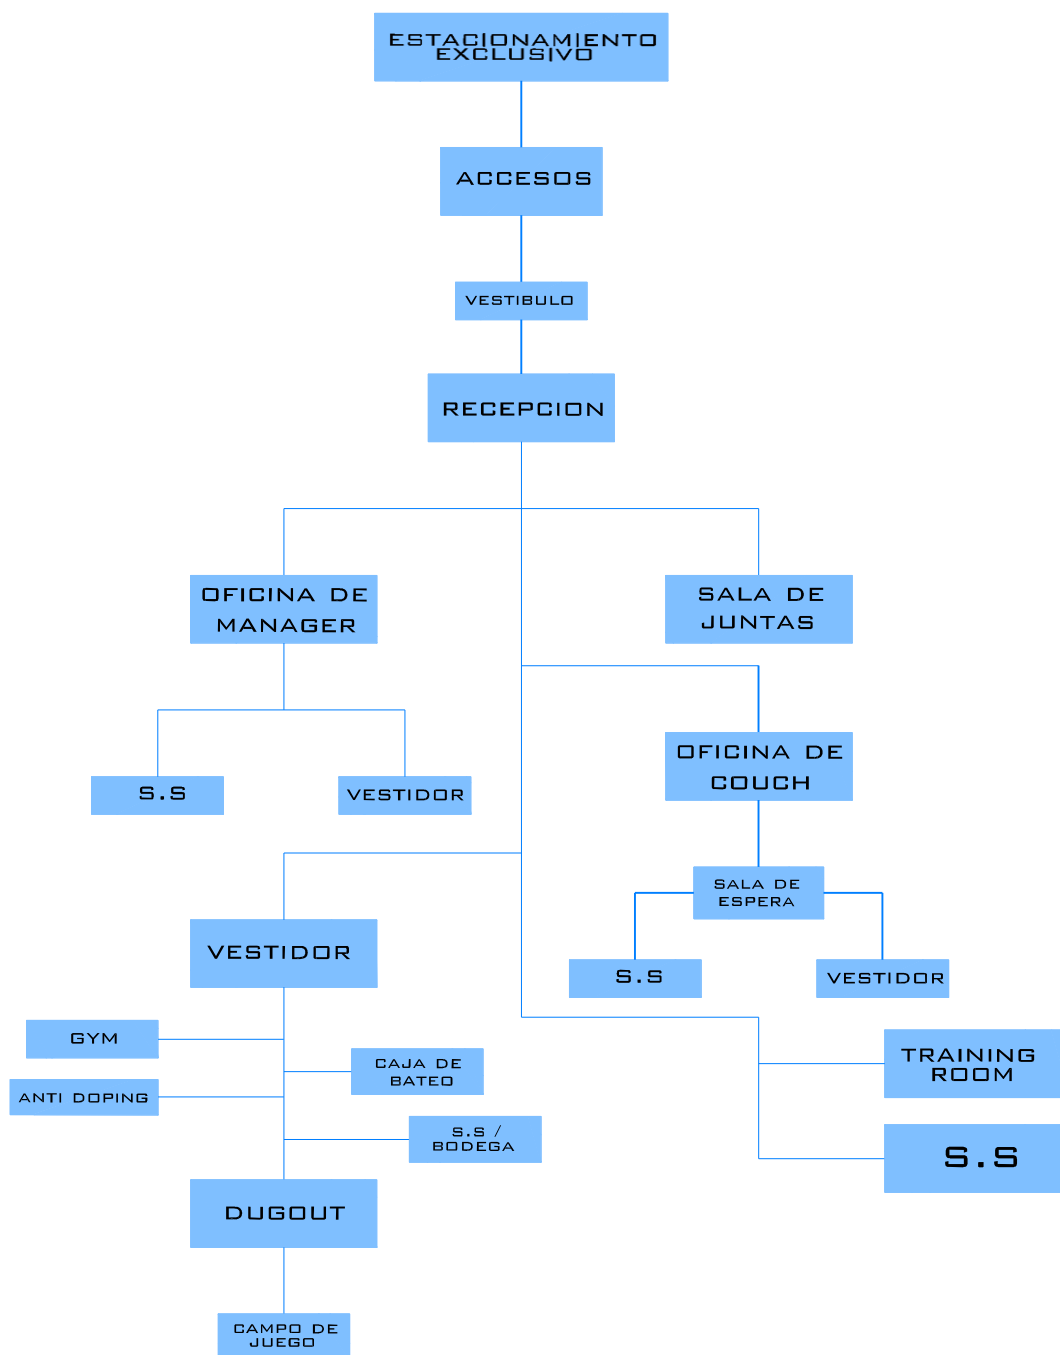 ESTACIONAMIENTO
EXCLUSIVO
ACCESOS
VESTIBULO
RECEPCION
OFICINA DE
MANAGER
SALA DE
JUNTAS
OFICINA DE
COUCH
S.S
VESTIDOR
SALA DE
ESPERA
VESTIDOR
S.S
VESTIDOR
GYM
CAJA DE
BATEO
ANTI DOPING
S.S /
BODEGA
TRAINING
ROOM
S.S
DUGOUT
CAMPO DE
JUEGO